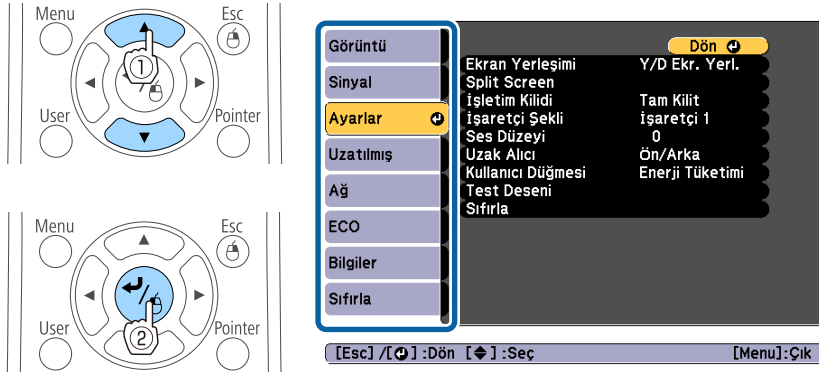 Menu
Esc
1
User
Pointer
Menu
Esc
User
2
Pointer
Görüntü
Sinyal
Ayarlar
Uzatılmış
Ağ
ECO
Bilgiler
Sıfırla
Dön
Ekran Yerleşimi Y/D Ekr. Yerl.
Split Screen
İşletim Kilidi Tam Kilit
İşaretçi Şekli İşaretçi 1
Ses Düzeyi 0
Uzak Alıcı Ön/Arka
Kullanıcı Düğmesi Enerji Tüketimi
Test Deseni
Sıfırla
[Esc] /[ ] :Dön [ ] :Seç [Menu]:Çık